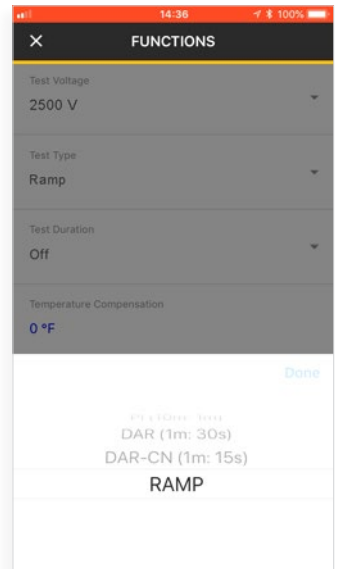 14:36
100%
FUNCTIONS
Test Voltage
2500 V
Test Type
Ramp
Test Duration
Off
Temperature Compensation
0 °F
Done
DAR (1m: 30s)
DAR-CN (1m: 15s)
RAMP